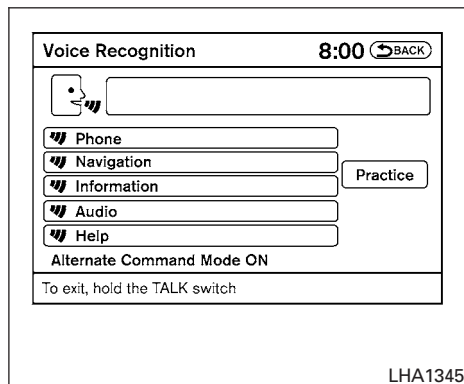 Voice Recognition 8:00 BACK
Phone
Navigation
Practice
Information
Audio
Help
Alternate Command Mode ON
To exit, hold the TALK switch
LHA1345